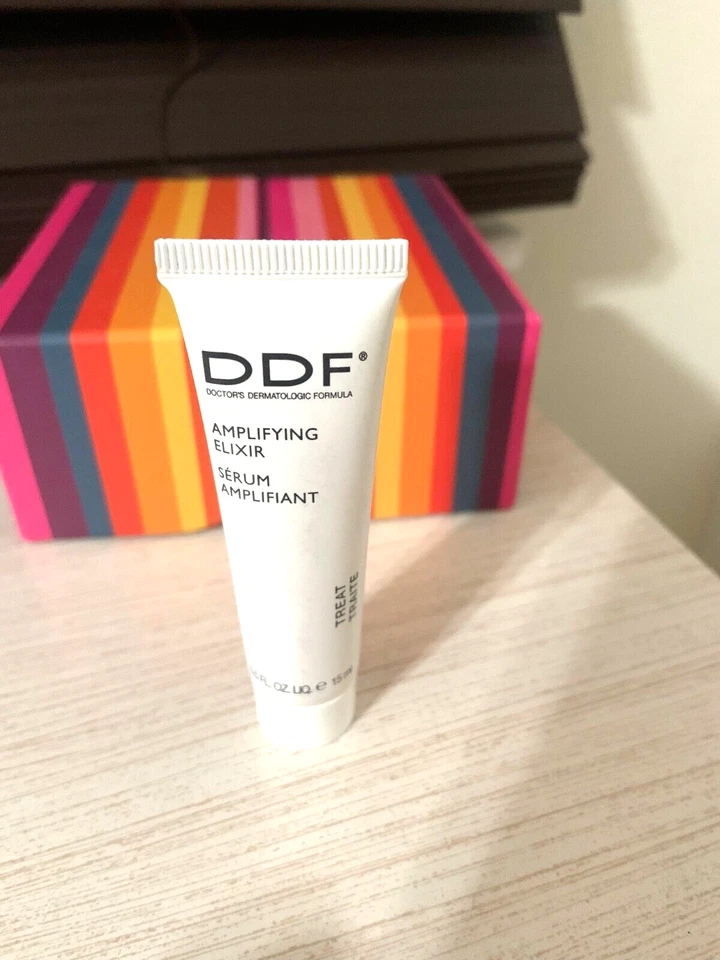 DDF®
DOCTOR'S DERMATOLOGIC FORMULA
AMPLIFYING
ELIXIR
SÉRUM
AMPLIFIANT
TREAT
TRAITE
FL. OZ. LIQ. e 15 ml